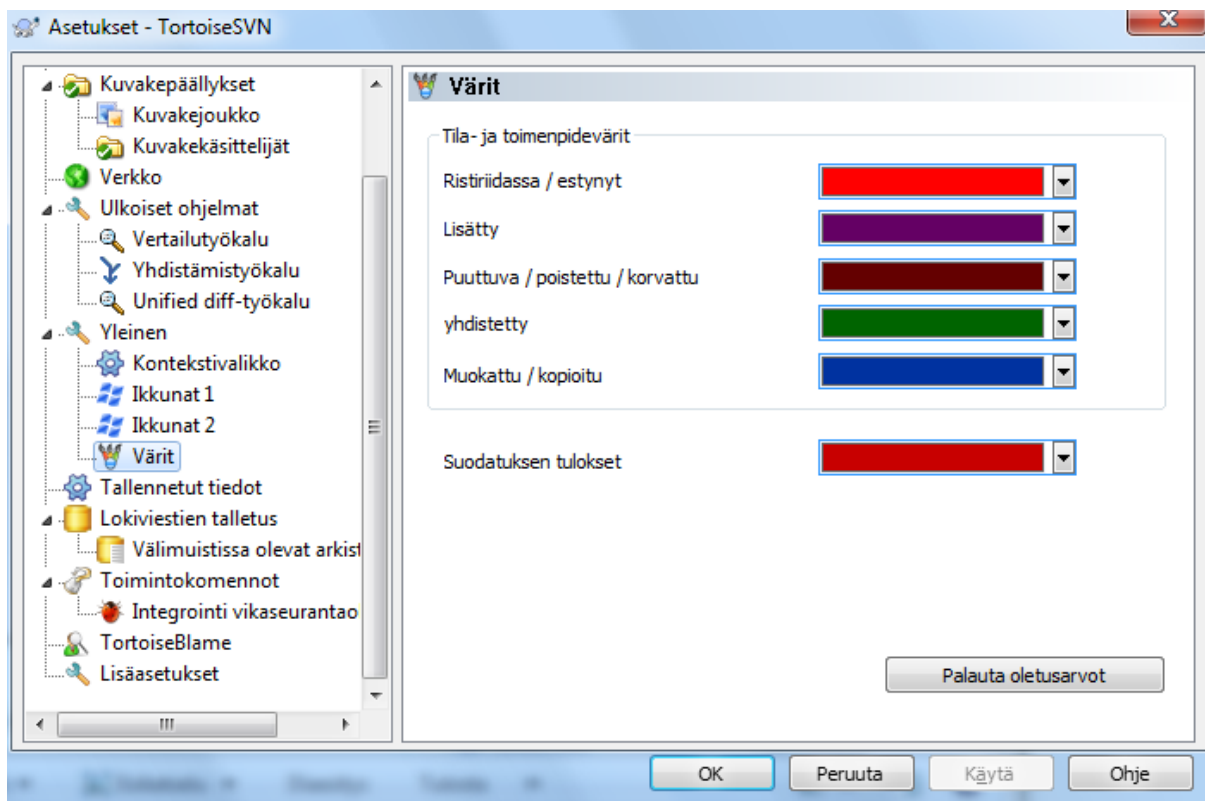 Asetukset - TortoiseSVN
Kuvakepäällykset
Kuvakejoukko
Kuvakekäsittelijät
Verkko
Ulkoiset ohjelmat
Vertailutyökalu
Yhdistämistyökalu
Unified diff-työkalu
Yleinen
Kontekstivalikko
Ikkunat 1
Ikkunat 2
Värit
Tallennetut tiedot
Lokiviestien talletus
Välimuistissa olevat arkist
Toimintokomennot
Integrointi vikaseurantao
TortoiseBlame
Lisäasetukset
Värit
Tila- ja toimenpidevärit
Ristiriidassa / estynyt
Lisätty
Puuttuva / poistettu / korvattu
yhdistetty
Muokattu / kopioitu
Suodatuksen tulokset
Palauta oletusarvot
OK
Peruuta
Käytä
Ohje